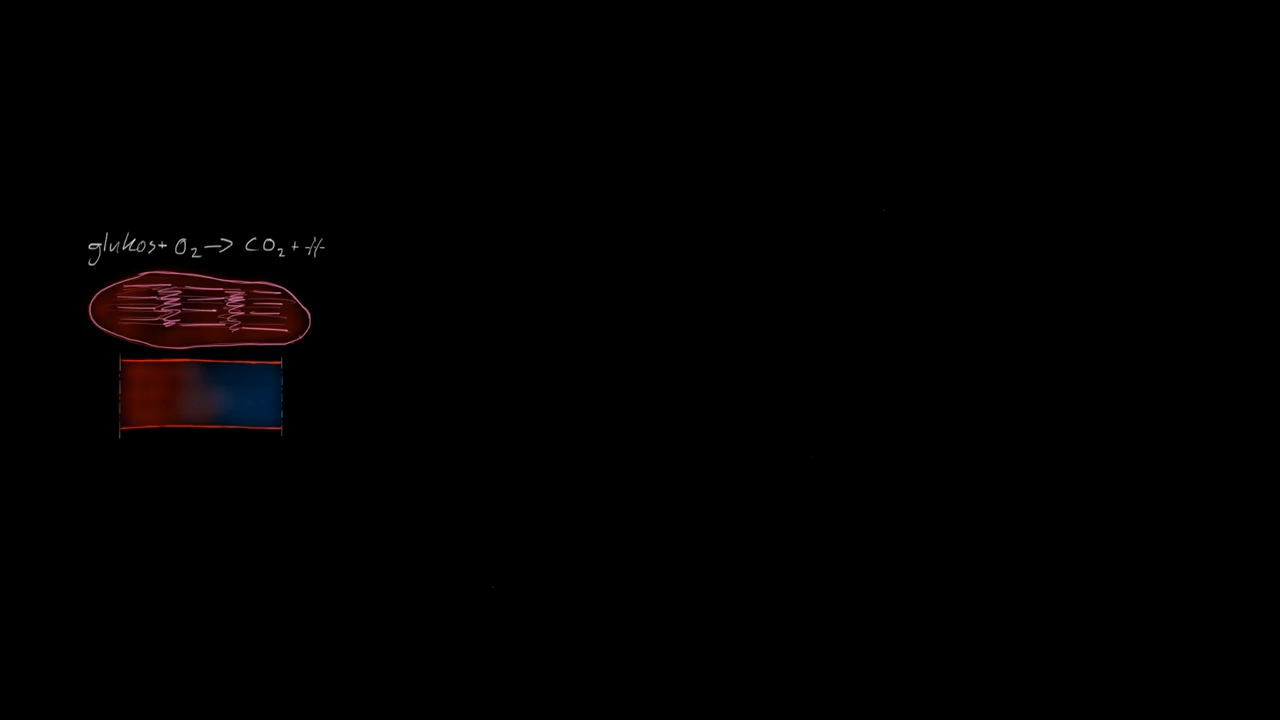 glukos+ O₂ → CO₂ + H